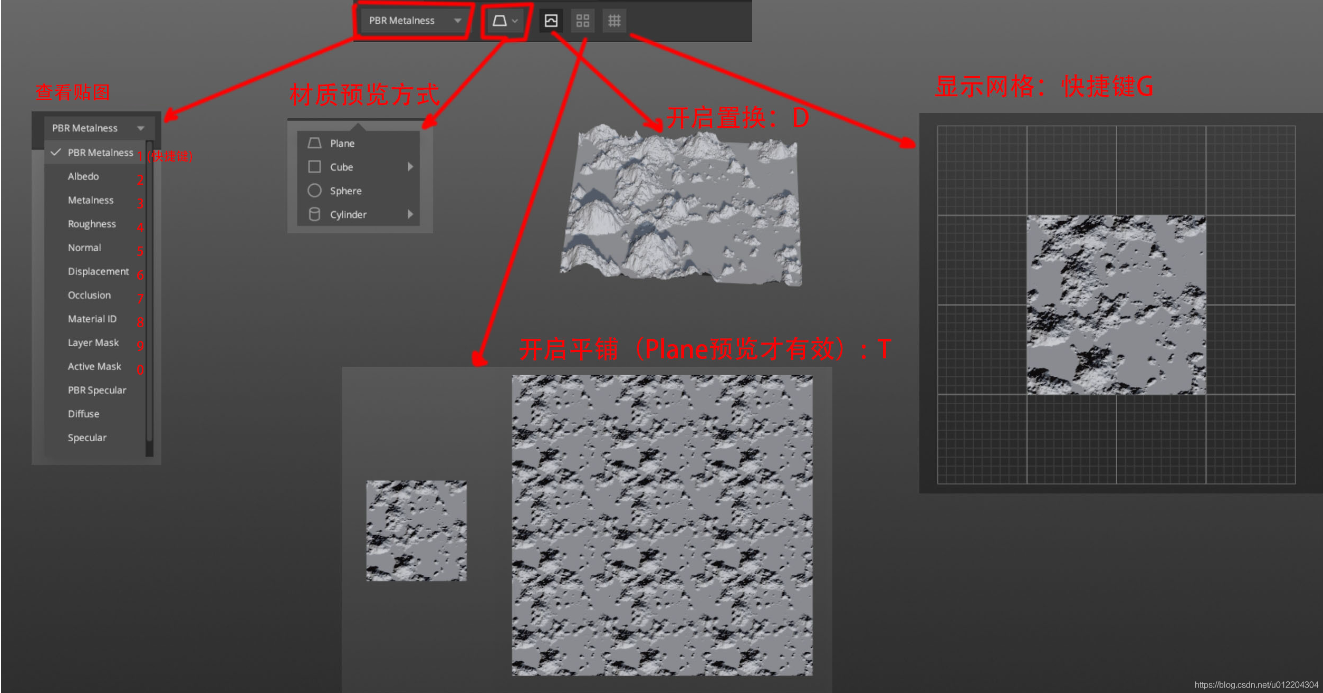 PBR Metalness
查看贴图
PBR Metalness
PBR Metalness 1(快捷键)
Albedo 2
Metalness 3
Roughness 4
Normal 5
Displacement 6
Occlusion 7
Material ID 8
Layer Mask 9
Active Mask 0
PBR Specular
Diffuse
Specular
材质预览方式
Plane
Cube
Sphere
Cylinder
开启置换：D
显示网格：快捷键G
开启平铺（Plane预览才有效）: T
https://blog.csdn.net/u012204304